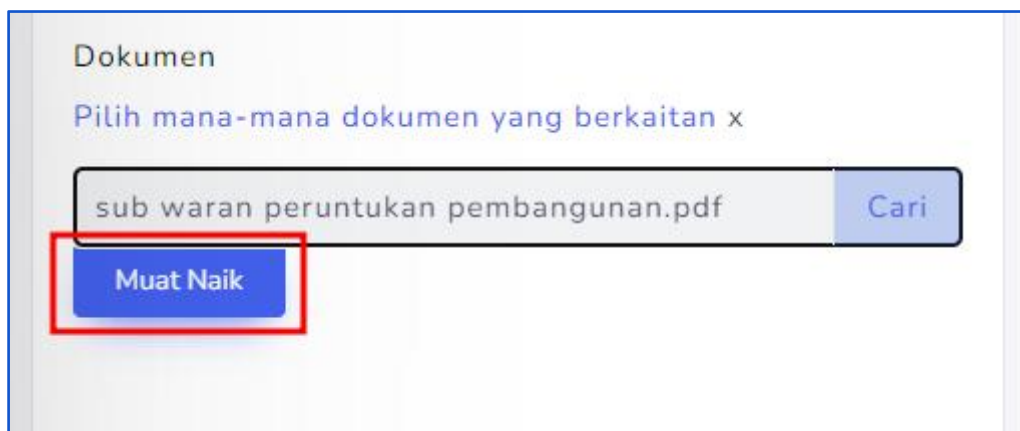 Dokumen
Pilih mana-mana dokumen yang berkaitan x
sub waran peruntukan pembangunan.pdf Cari
Muat Naik